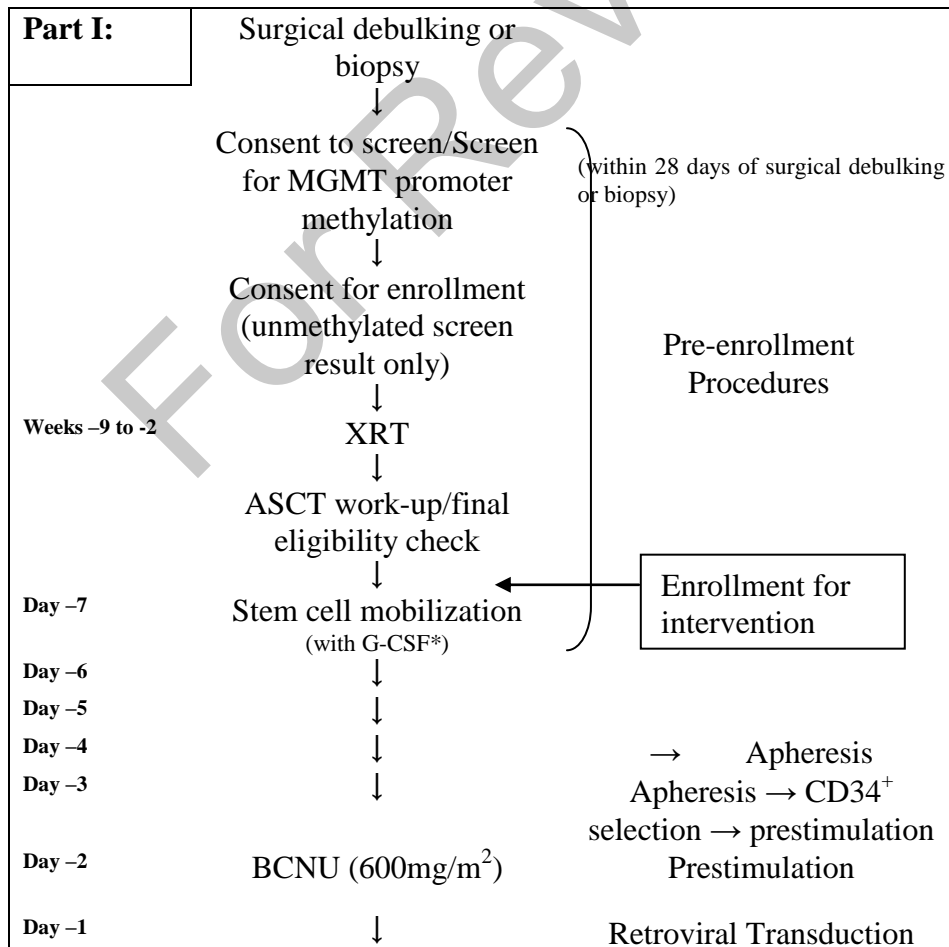 Part I:
Surgical debulking or
biopsy
↓
Consent to screen/Screen
for MGMT promoter
methylation
(within 28 days of surgical debulking
or biopsy)
↓
Consent for enrollment
(unmethylated screen
result only)
Pre-enrollment
Procedures
↓
Weeks –9 to -2 XRT
↓
ASCT work-up/final
eligibility check
↓
Enrollment for
intervention
Day –7 Stem cell mobilization
(with G-CSF*)
Day –6 ↓
Day –5 ↓
Day –4 ↓ → Apheresis
Day –3 ↓ Apheresis → CD34+
selection → prestimulation
Day –2 BCNU (600mg/m2) Prestimulation
Day –1 ↓ Retroviral Transduction
For Rev